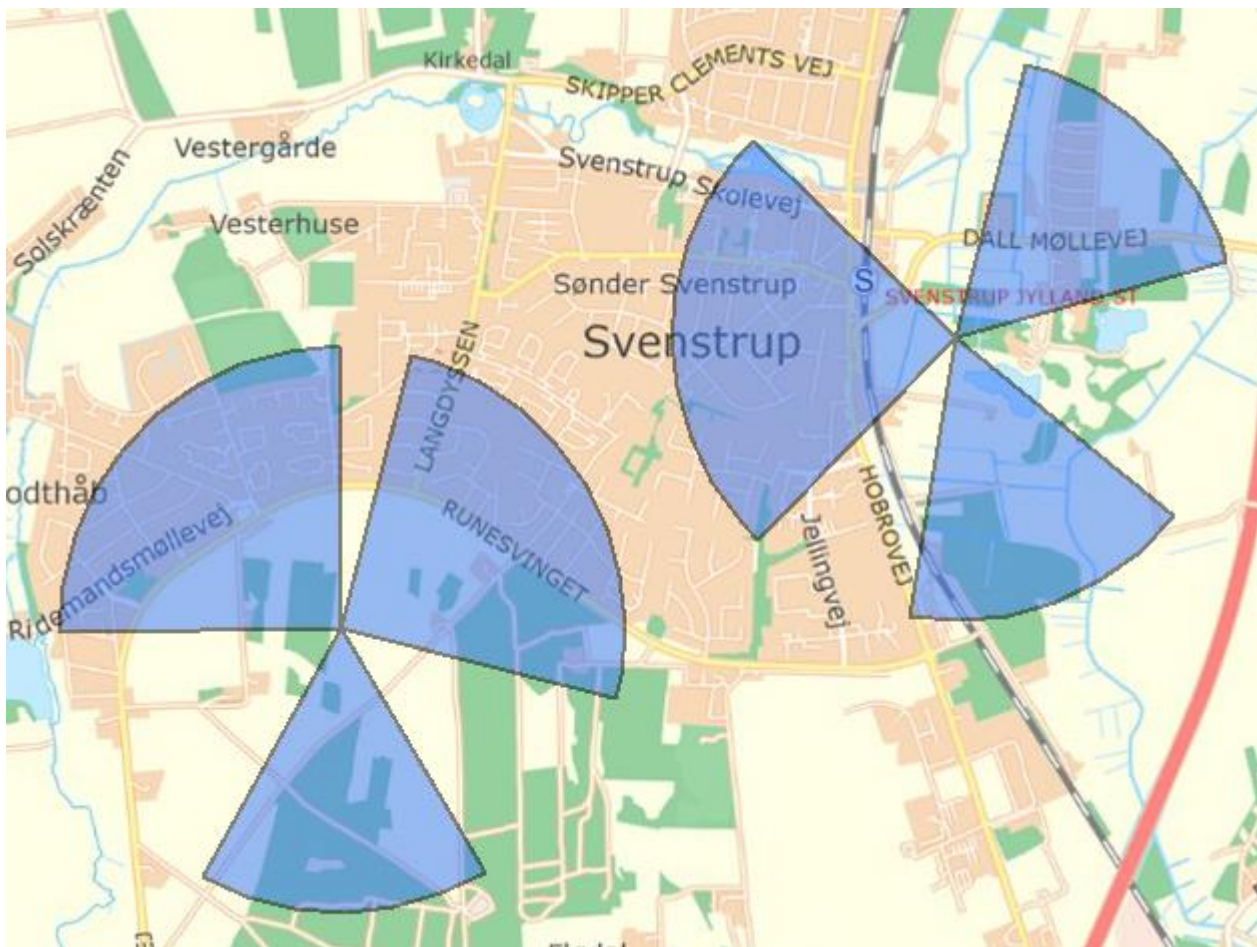 Kirkedal
SKIPPER CLEMENTS VEJ
Vestergårde
Svenstrup Skolevej
Solskrænten
Vesterhuse
DALL MØLLEVEJ
Sønder Svenstrup
S
SVENSTRUP JYLLAND ST
Svenstrup
LANGDYSSEN
odthåb
RUNESVINGET
HOBROVEJ
Ridemandsmøllevej
Jellingvej